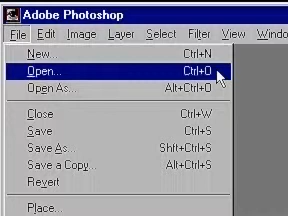 Adobe Photoshop
File Edit Image Layer Select Filter View Windo
New... Ctrl+N
Open... Ctrl+O
Open As... Alt+Ctrl+O
Close Ctrl+W
Save Ctrl+S
Save As... Shft+Ctrl+S
Save a Copy... Alt+Ctrl+S
Revert
Place...